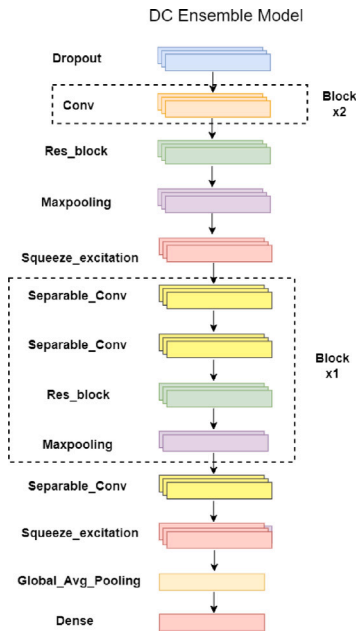 DC Ensemble Model
Dropout
Conv
Block
x2
Res_block
Maxpooling
Squeeze_excitation
Separable_Conv
Separable_Conv
Block
x1
Res_block
Maxpooling
Separable_Conv
Squeeze_excitation
Global_Avg_Pooling
Dense